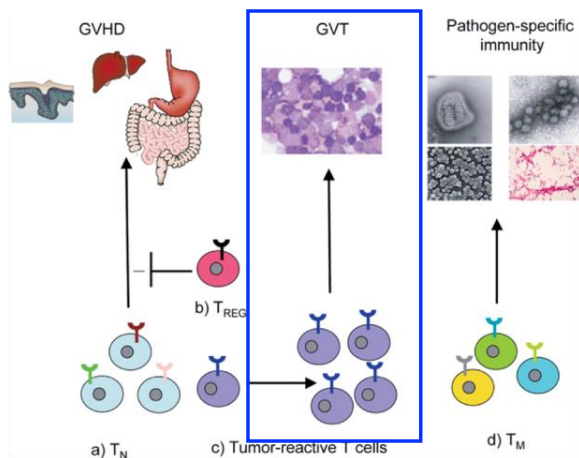 GVHD
GVT
Pathogen-specific
immunity
b) TREG
a) TN
c) Tumor-reactive T cells
d) TM